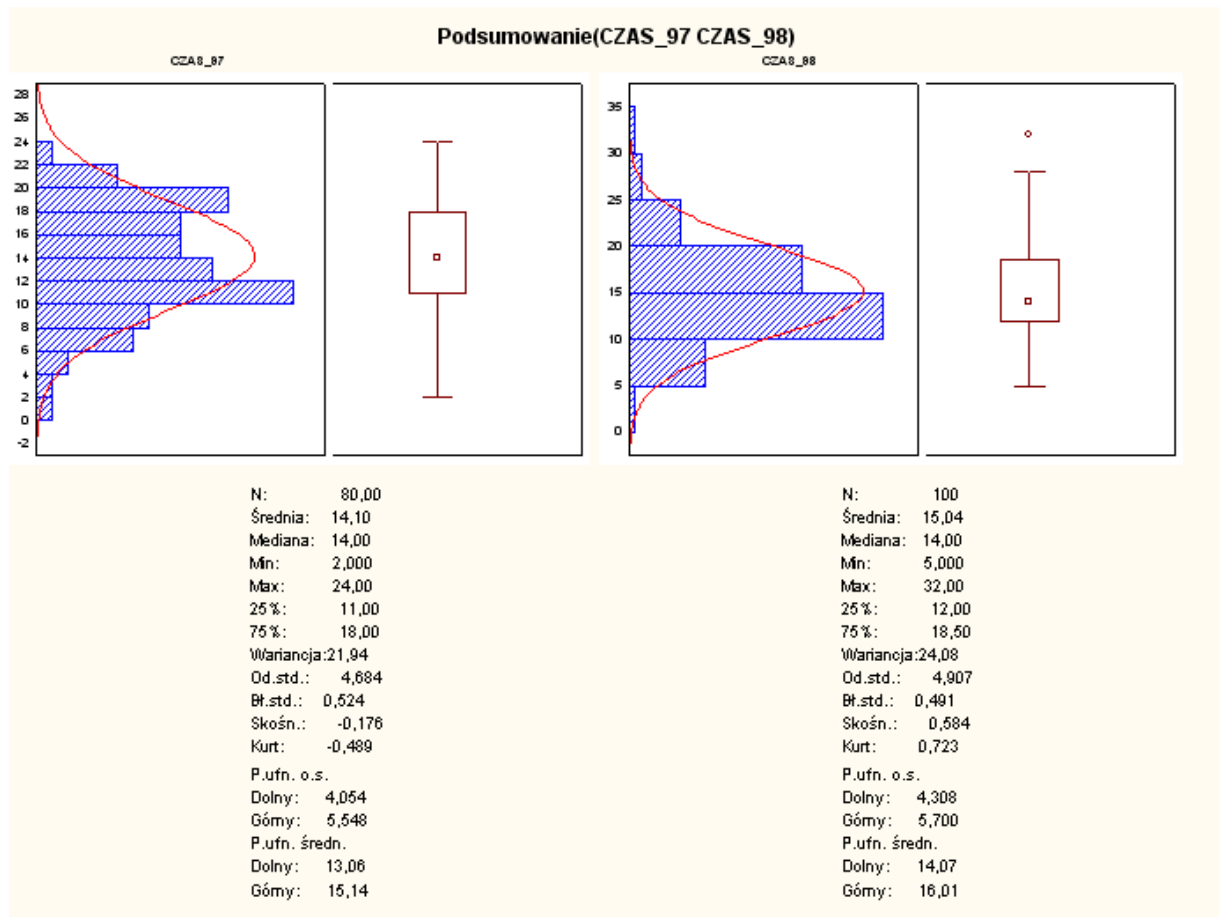 Podsumowanie(CZAS_97 CZAS_98)
CZAS_97
28
26
24
22
20
18
16
14
12
10
8
6
4
2
0
-2
CZAS_98
35
30
25
20
15
10
5
0
N: 80,00
Średnia: 14,10
Mediana: 14,00
Min: 2,000
Max: 24,00
25%: 11,00
75%: 18,00
Wariancja:21,94
Od.std.: 4,684
Bł.std.: 0,524
Skośn.: -0,176
Kurt: -0,489
P.ufn. o.s.
Dolny: 4,054
Górny: 5,548
P.ufn. średn.
Dolny: 13,06
Górny: 15,14
N: 100
Średnia: 15,04
Mediana: 14,00
Min: 5,000
Max: 32,00
25%: 12,00
75%: 18,50
Wariancja:24,08
Od.std.: 4,907
Bł.std.: 0,491
Skośn.: 0,584
Kurt: 0,723
P.ufn. o.s.
Dolny: 4,308
Górny: 5,700
P.ufn. średn.
Dolny: 14,07
Górny: 16,01